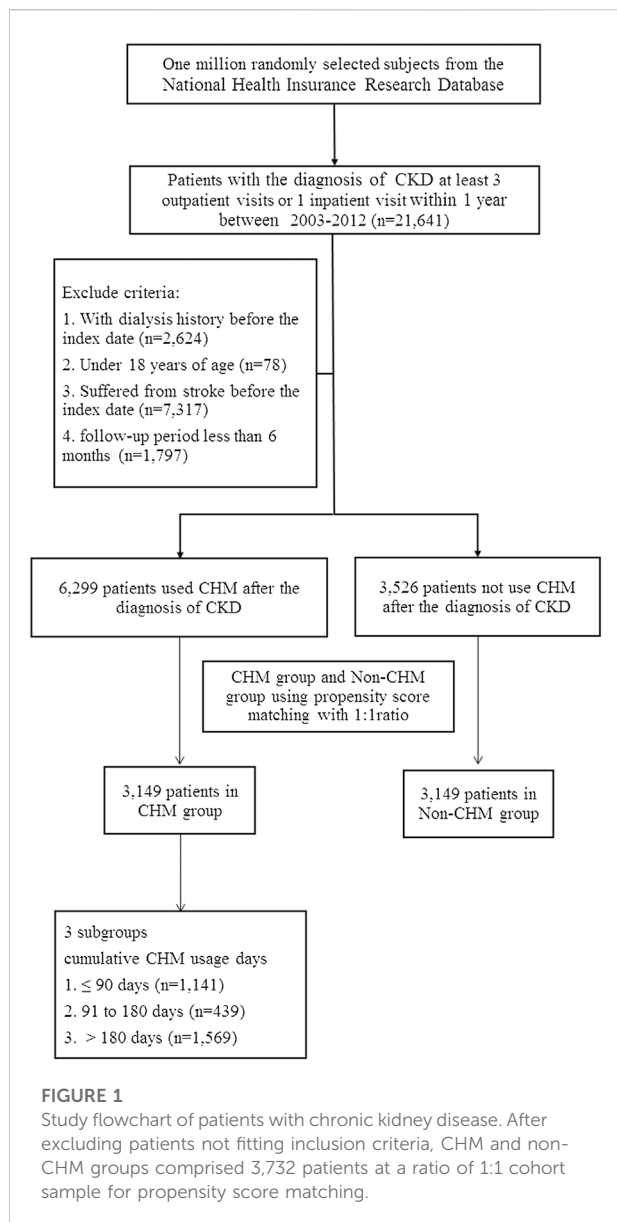 One million randomly selected subjects from the
National Health Insurance Research Database
Patients with the diagnosis of CKD at least 3
outpatient visits or 1 inpatient visit within 1 year
between 2003-2012 (n=21,641)
Exclude criteria:
1. With dialysis history before the
index date (n=2,624)
2. Under 18 years of age (n=78)
3. Suffered from stroke before the
index date (n=7,317)
4. follow-up period less than 6
months (n=1,797)
6,299 patients used CHM after the
diagnosis of CKD
3,526 patients not use CHM
after the diagnosis of CKD
CHM group and Non-CHM
group using propensity score
matching with 1:1ratio
3,149 patients in
CHM group
3,149 patients in
Non-CHM group
3 subgroups
cumulative CHM usage days
1. ≤ 90 days (n=1,141)
2. 91 to 180 days (n=439)
3. > 180 days (n=1,569)
FIGURE 1
Study flowchart of patients with chronic kidney disease. After
excluding patients not fitting inclusion criteria, CHM and non-
CHM groups comprised 3,732 patients at a ratio of 1:1 cohort
sample for propensity score matching.